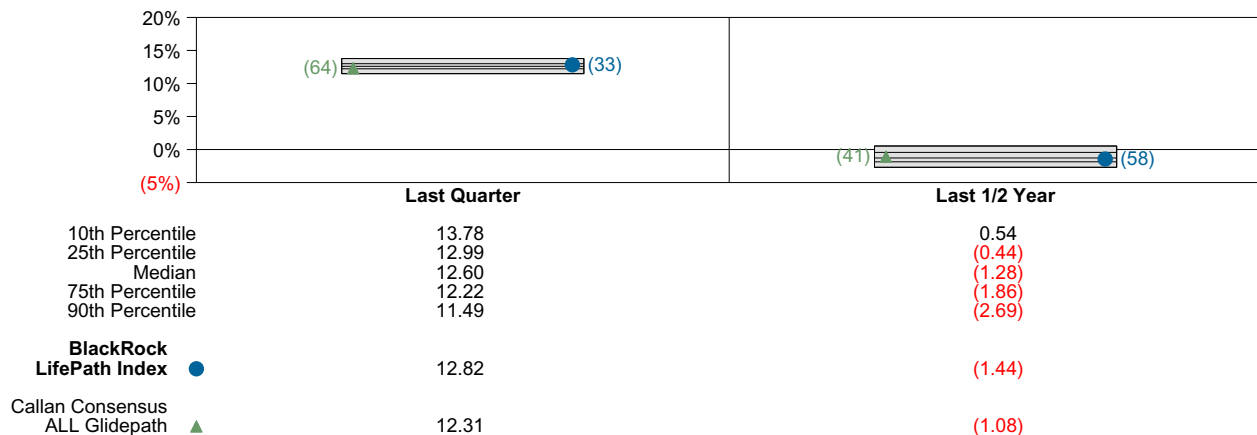 20%
15%
10%
5%
0%
(5%)
(64)
(33)
(41)
(58)
Last Quarter Last 1/2 Year
10th Percentile 13.78 0.54
25th Percentile 12.99 (0.44)
Median 12.60 (1.28)
75th Percentile 12.22 (1.86)
90th Percentile 11.49 (2.69)
BlackRock
LifePath Index 12.82 (1.44)
Callan Consensus
ALL Glidepath 12.31 (1.08)